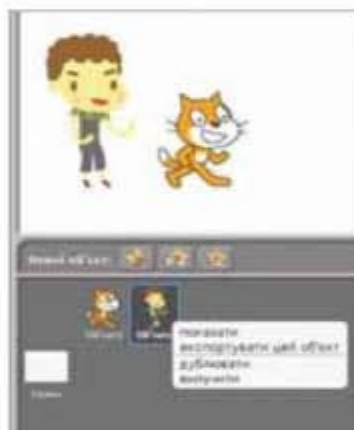 Новий об'єкт:
показати
експортувати цей об'єкт
дублювати
вилучити